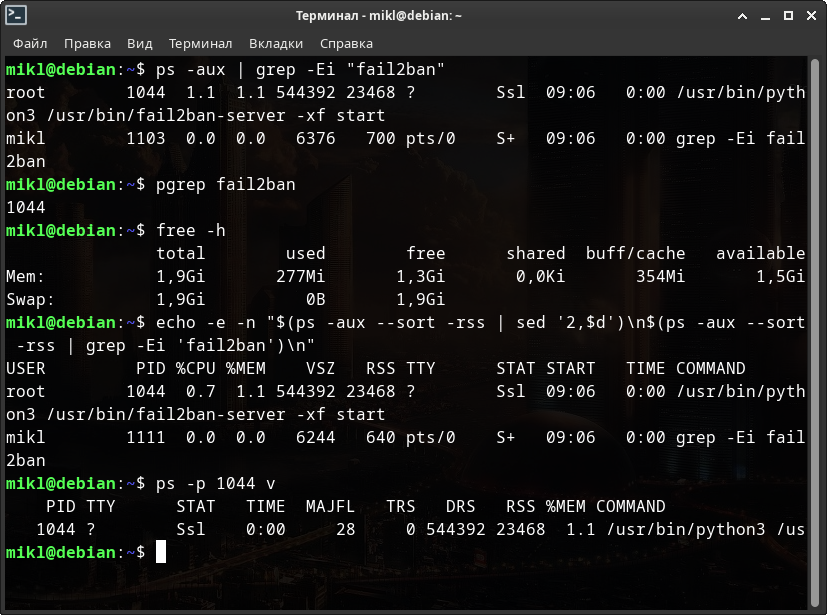 Терминал - mikl@debian: ~
Файл Правка Вид Терминал Вкладки Справка
mikl@debian:~$ ps -aux | grep -Ei "fail2ban"
root        1044  1.1  1.1 544392 23468 ?        Ssl  09:06   0:00 /usr/bin/pyth
on3 /usr/bin/fail2ban-server -xf start
mikl        1103  0.0  0.0   6376   700 pts/0    S+   09:06   0:00 grep -Ei fail
2ban
mikl@debian:~$ pgrep fail2ban
1044
mikl@debian:~$ free -h
               total        used        free      shared  buff/cache   available
Mem:           1,9Gi       277Mi       1,3Gi       0,0Ki       354Mi       1,5Gi
Swap:          1,9Gi          0B       1,9Gi
mikl@debian:~$ echo -e -n "$(ps -aux --sort -rss | sed '2,$d')\n$(ps -aux --sort
 -rss | grep -Ei 'fail2ban')\n"
USER         PID %CPU %MEM    VSZ   RSS TTY      STAT START   TIME COMMAND
root        1044  0.7  1.1 544392 23468 ?        Ssl  09:06   0:00 /usr/bin/pyth
on3 /usr/bin/fail2ban-server -xf start
mikl        1111  0.0  0.0   6244   640 pts/0    S+   09:06   0:00 grep -Ei fail
2ban
mikl@debian:~$ ps -p 1044 v
    PID TTY      STAT   TIME  MAJFL   TRS   DRS   RSS %MEM COMMAND
   1044 ?        Ssl    0:00     28     0 544392 23468  1.1 /usr/bin/python3 /us
mikl@debian:~$